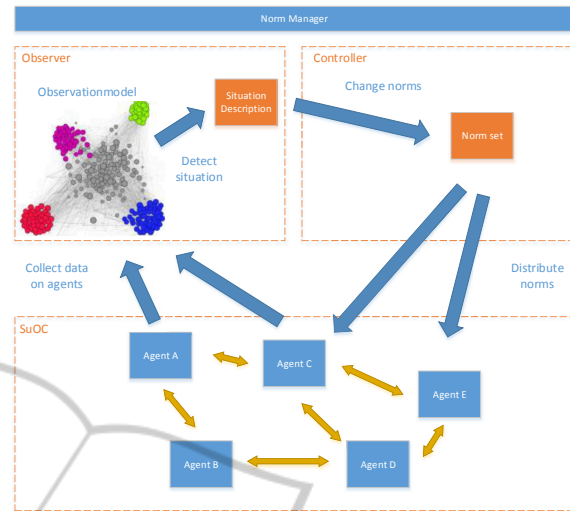 Norm Manager
Observer
Observationmodel
Situation
Description
Detect
situation
Controller
Change norms
Norm set
Collect data
on agents
Distribute
norms
SuOC
Agent A
Agent C
Agent E
Agent B
Agent D